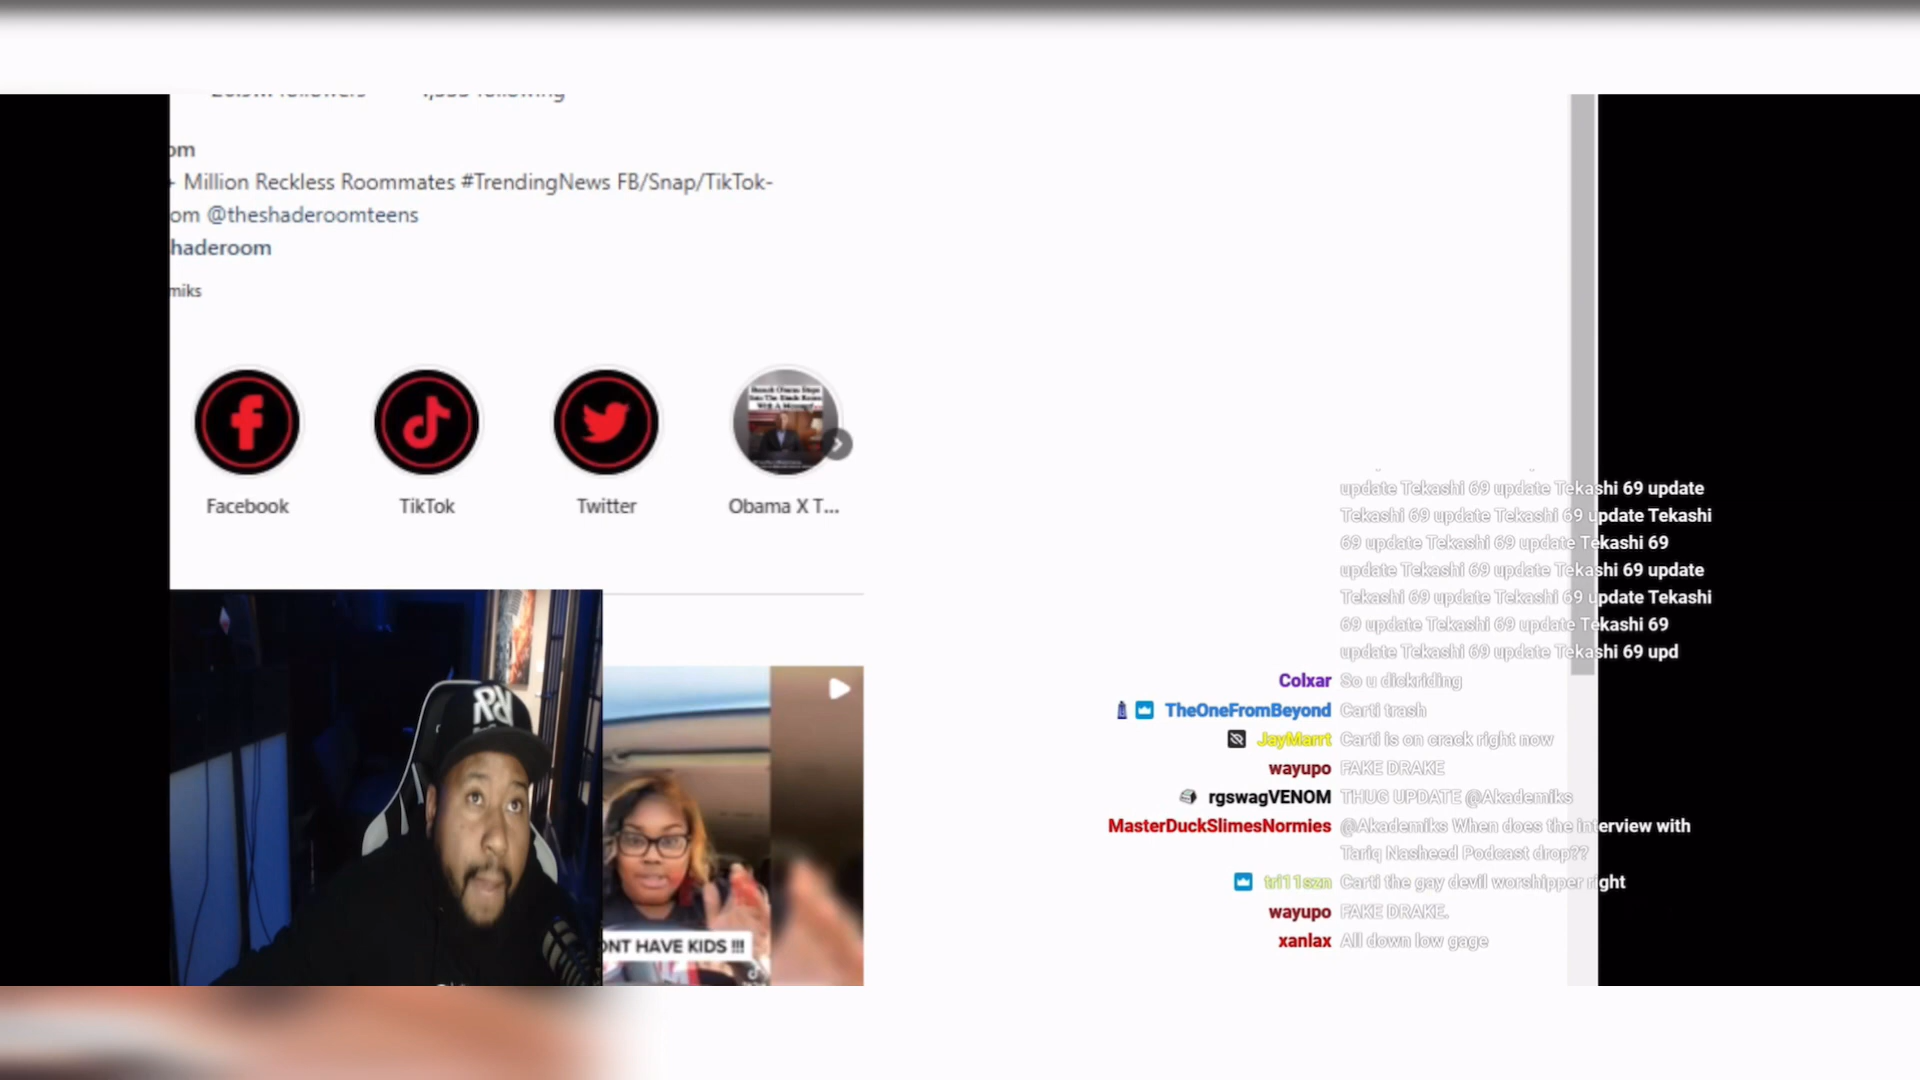 followers following
om
+ Million Reckless Roommates #TrendingNews FB/Snap/TikTok-
om @theshaderoomteens
haderoom
miks
Facebook
TikTok
Twitter
Obama X T...
ONT HAVE KIDS !!!
update Tekashi 69 update Tekashi 69 update
Tekashi 69 update Tekashi 69 update Tekashi
69 update Tekashi 69 update Tekashi 69
update Tekashi 69 update Tekashi 69 update
Tekashi 69 update Tekashi 69 update Tekashi
69 update Tekashi 69 update Tekashi 69
update Tekashi 69 update Tekashi 69 upd
Colxar So u dickriding
TheOneFromBeyond Carti trash
JayMarrt Carti is on crack right now
wayupo FAKE DRAKE
rgswagVENOM THUG UPDATE @Akademiks
MasterDuckSlimesNormies @Akademiks When does the interview with
Tariq Nasheed Podcast drop??
tri11szn Carti the gay devil worshipper right
wayupo FAKE DRAKE.
xanlax All down low gage